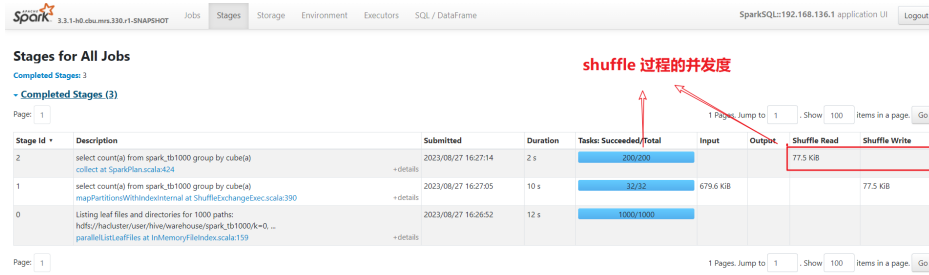 APACHE
Spark 3.3.1-h0.cbu.mrs.330.r1-SNAPSHOT Jobs Stages Storage Environment Executors SQL / DataFrame SparkSQL::192.168.136.1 application UI Logout
Stages for All Jobs
Completed Stages: 3
shuffle 过程的并发度
Completed Stages (3)
Page: 1 1 Pages. Jump to 1 . Show 100 items in a page. Go
Stage Id Description Submitted Duration Tasks: Succeeded/Total Input Output Shuffle Read Shuffle Write
2 select count(a) from spark_tb1000 group by cube(a) 2023/08/27 16:27:14 2 s 200/200 77.5 KiB
collect at SparkPlan.scala:424 +details
1 select count(a) from spark_tb1000 group by cube(a) 2023/08/27 16:27:05 10 s 32/32 679.6 KiB 77.5 KiB
mapPartitionsWithIndexInternal at ShuffleExchangeExec.scala:390 +details
0 Listing leaf files and directories for 1000 paths: 2023/08/27 16:26:52 12 s 1000/1000
hdfs://hacluster/user/hive/warehouse/spark_tb1000/k=0, ...
parallelListLeafFiles at InMemoryFileIndex.scala:159 +details
Page: 1 1 Pages. Jump to 1 . Show 100 items in a page. Go